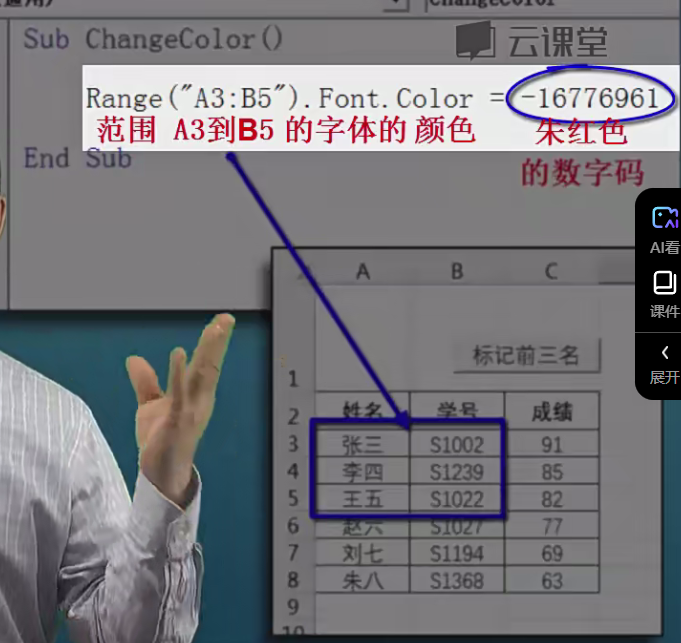 Sub ChangeColor()
云课堂
Range("A3:B5").Font.Color = -16776961
范围 A3到B5 的字体的 颜色 朱红色
的数字码
End Sub
AI看
课件
展开
A B C
标记前三名
1
2 姓名 学号 成绩
3 张三 S1002 91
4 李四 S1239 85
5 王五 S1022 82
6 赵六 S1027 77
7 刘七 S1194 69
8 朱八 S1368 63
9
10